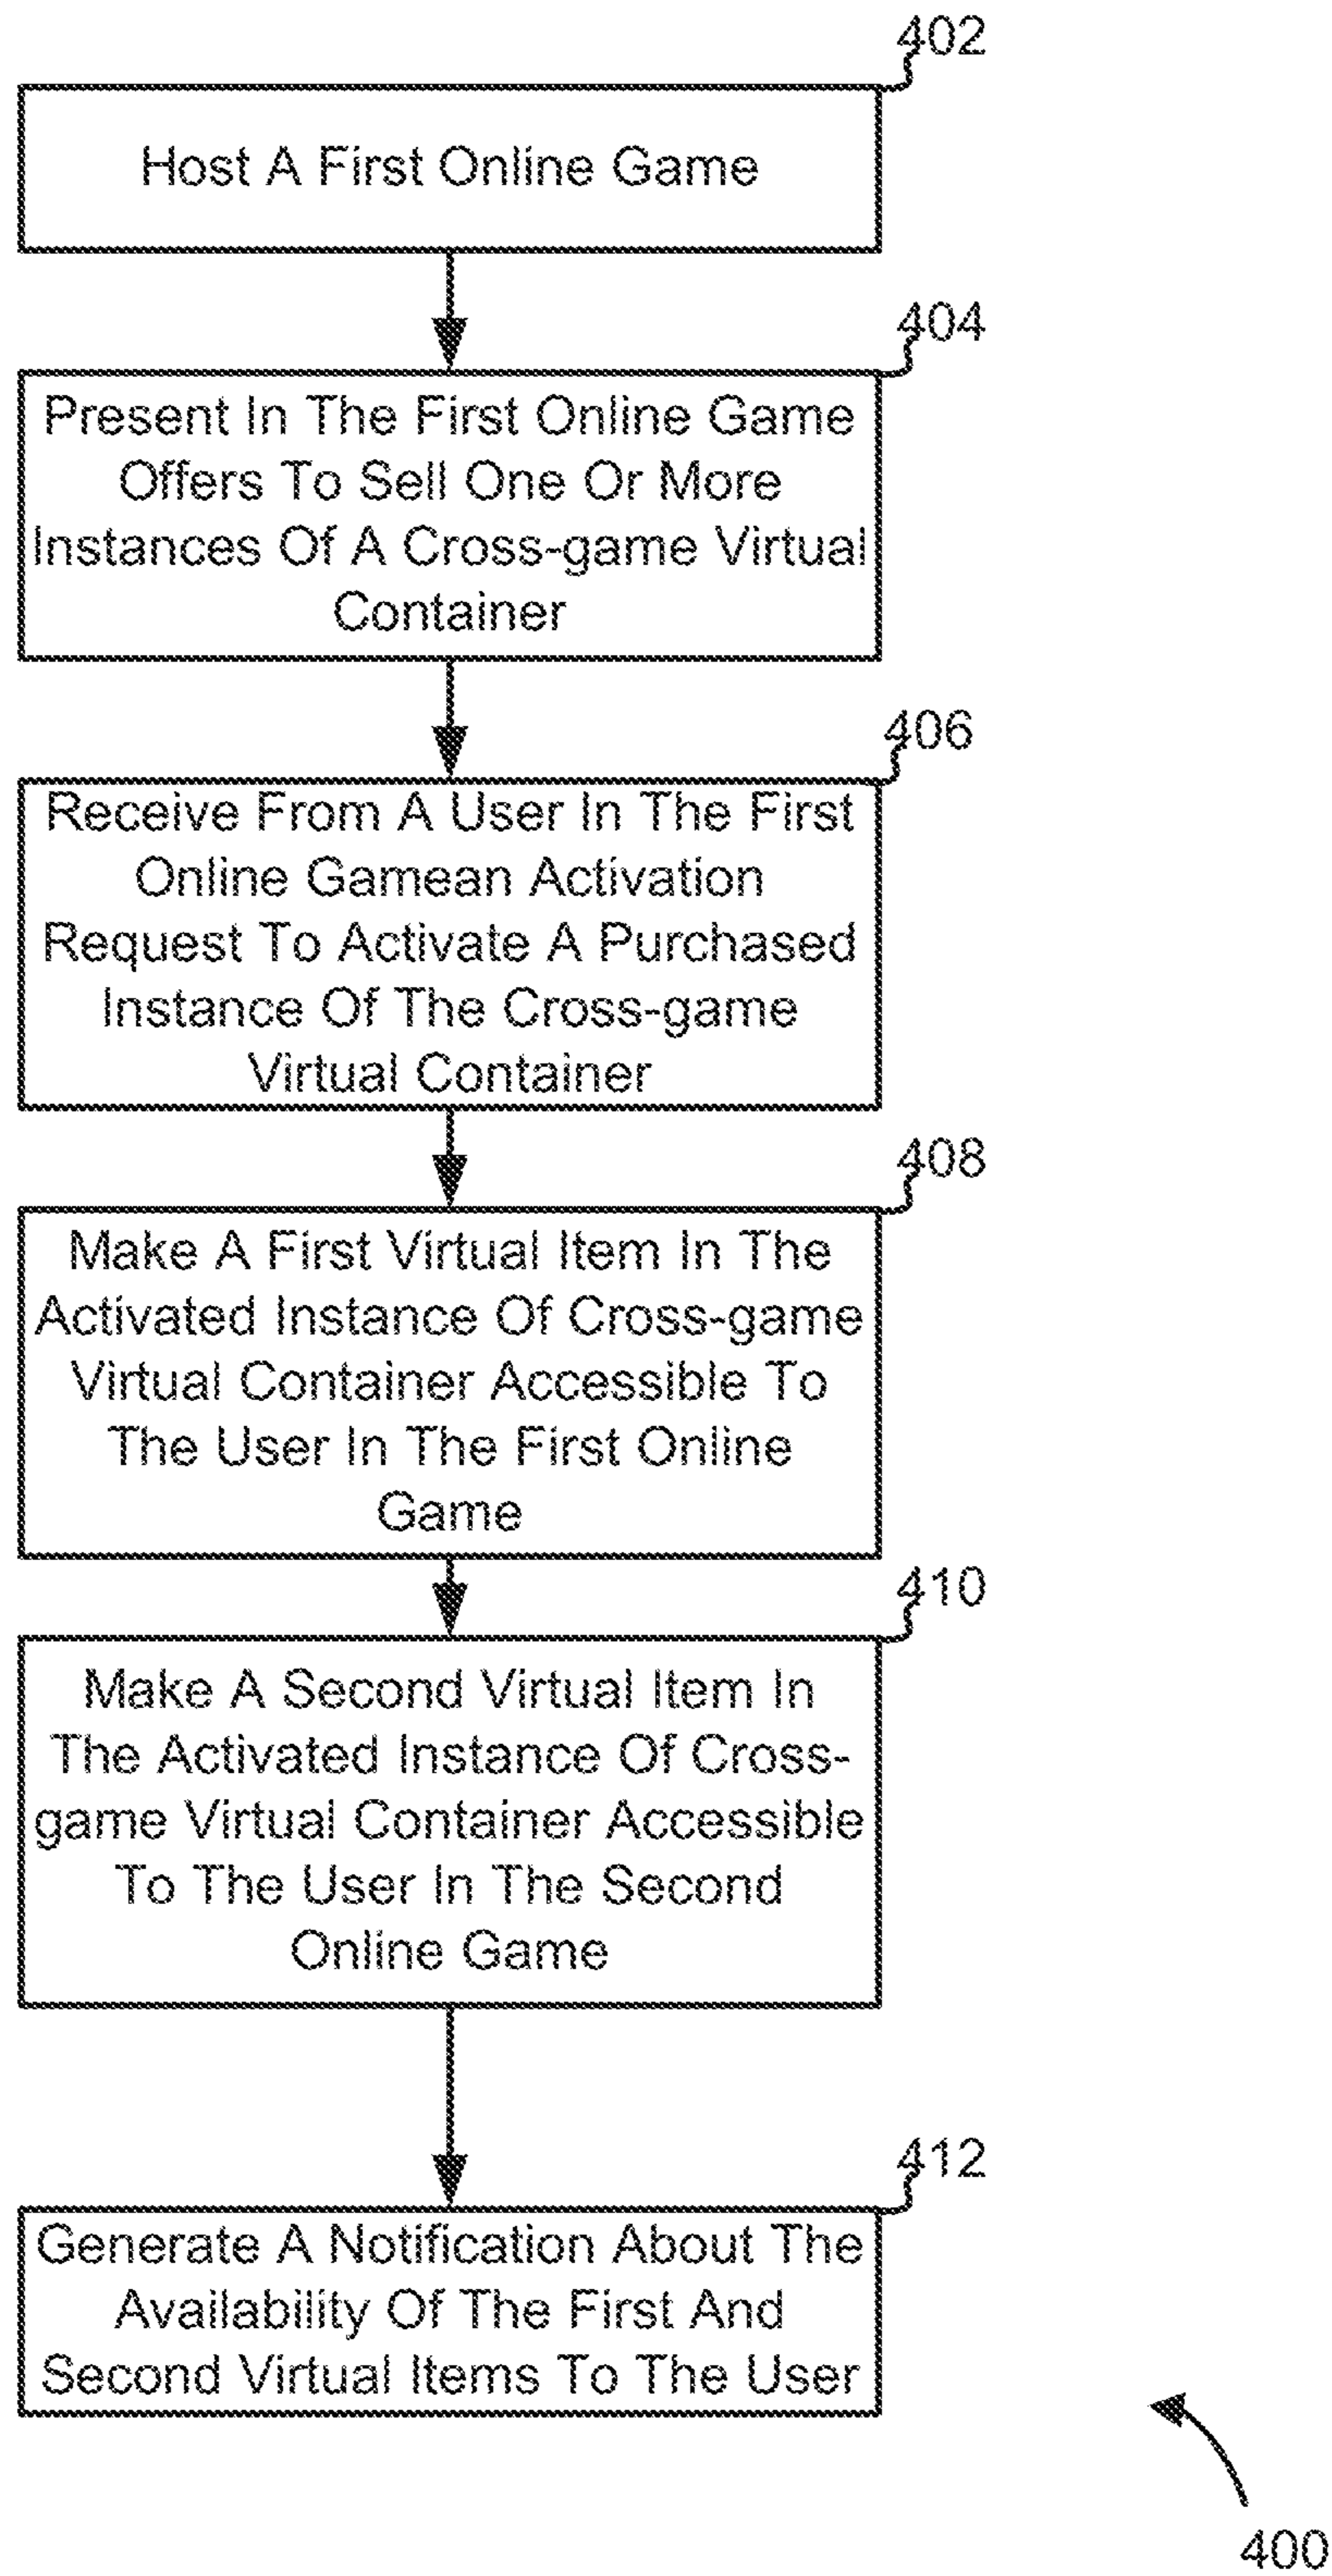 402
Host A First Online Game
404
Present In The First Online Game
Offers To Sell One Or More
Instances Of A Cross-game Virtual
Container
406
Receive From A User In The First
Online Gamean Activation
Request To Activate A Purchased
Instance Of The Cross-game
Virtual Container
408
Make A First Virtual Item In The
Activated Instance Of Cross-game
Virtual Container Accessible To
The User In The First Online
Game
410
Make A Second Virtual Item In
The Activated Instance Of Cross-
game Virtual Container Accessible
To The User In The Second
Online Game
412
Generate A Notification About The
Availability Of The First And
Second Virtual Items To The User
400